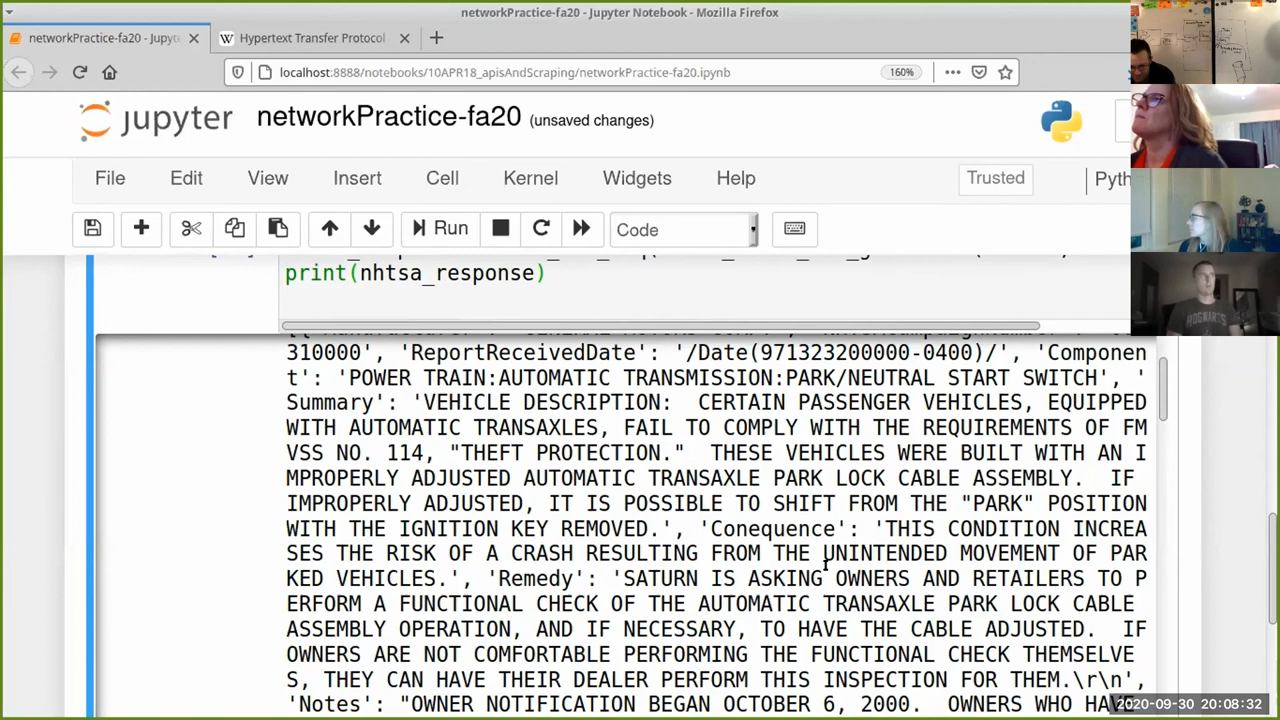 networkPractice-fa20 - Jupyter Notebook - Mozilla Firefox
networkPractice-fa20 - Jupyte
Hypertext Transfer Protocol
localhost:8888/notebooks/100_PR18_apisAndScraping/networkPractice-fa20.ipynb
160%
jupyter networkPractice-fa20 (unsaved changes)
File Edit View Insert Cell Kernel Widgets Help
Trusted
Pyth
Run
Code
print(nhtsa_response)
310000', 'ReportReceivedDate': '/Date(971323200000-0400)/', 'Componen
t': 'POWER TRAIN:AUTOMATIC TRANSMISSION:PARK/NEUTRAL START SWITCH', '
Summary': 'VEHICLE DESCRIPTION:  CERTAIN PASSENGER VEHICLES, EQUIPPED
WITH AUTOMATIC TRANSAXLES, FAIL TO COMPLY WITH THE REQUIREMENTS OF FM
VSS NO. 114, "THEFT PROTECTION."  THESE VEHICLES WERE BUILT WITH AN I
MPROPERLY ADJUSTED AUTOMATIC TRANSAXLE PARK LOCK CABLE ASSEMBLY.  IF
IMPROPERLY ADJUSTED, IT IS POSSIBLE TO SHIFT FROM THE "PARK" POSITION
WITH THE IGNITION KEY REMOVED.', 'Conequence': 'THIS CONDITION INCREA
SES THE RISK OF A CRASH RESULTING FROM THE UNINTENDED MOVEMENT OF PAR
KED VEHICLES.', 'Remedy': 'SATURN IS ASKING OWNERS AND RETAILERS TO P
ERFORM A FUNCTIONAL CHECK OF THE AUTOMATIC TRANSAXLE PARK LOCK CABLE
ASSEMBLY OPERATION, AND IF NECESSARY, TO HAVE THE CABLE ADJUSTED.  IF
OWNERS ARE NOT COMFORTABLE PERFORMING THE FUNCTIONAL CHECK THEMSELVE
S, THEY CAN HAVE THEIR DEALER PERFORM THIS INSPECTION FOR THEM.\r\n',
'Notes': "OWNER NOTIFICATION BEGAN OCTOBER 6, 2000.  OWNERS WHO HAVE
HOGWARTS
2020-09-30 20:08:32